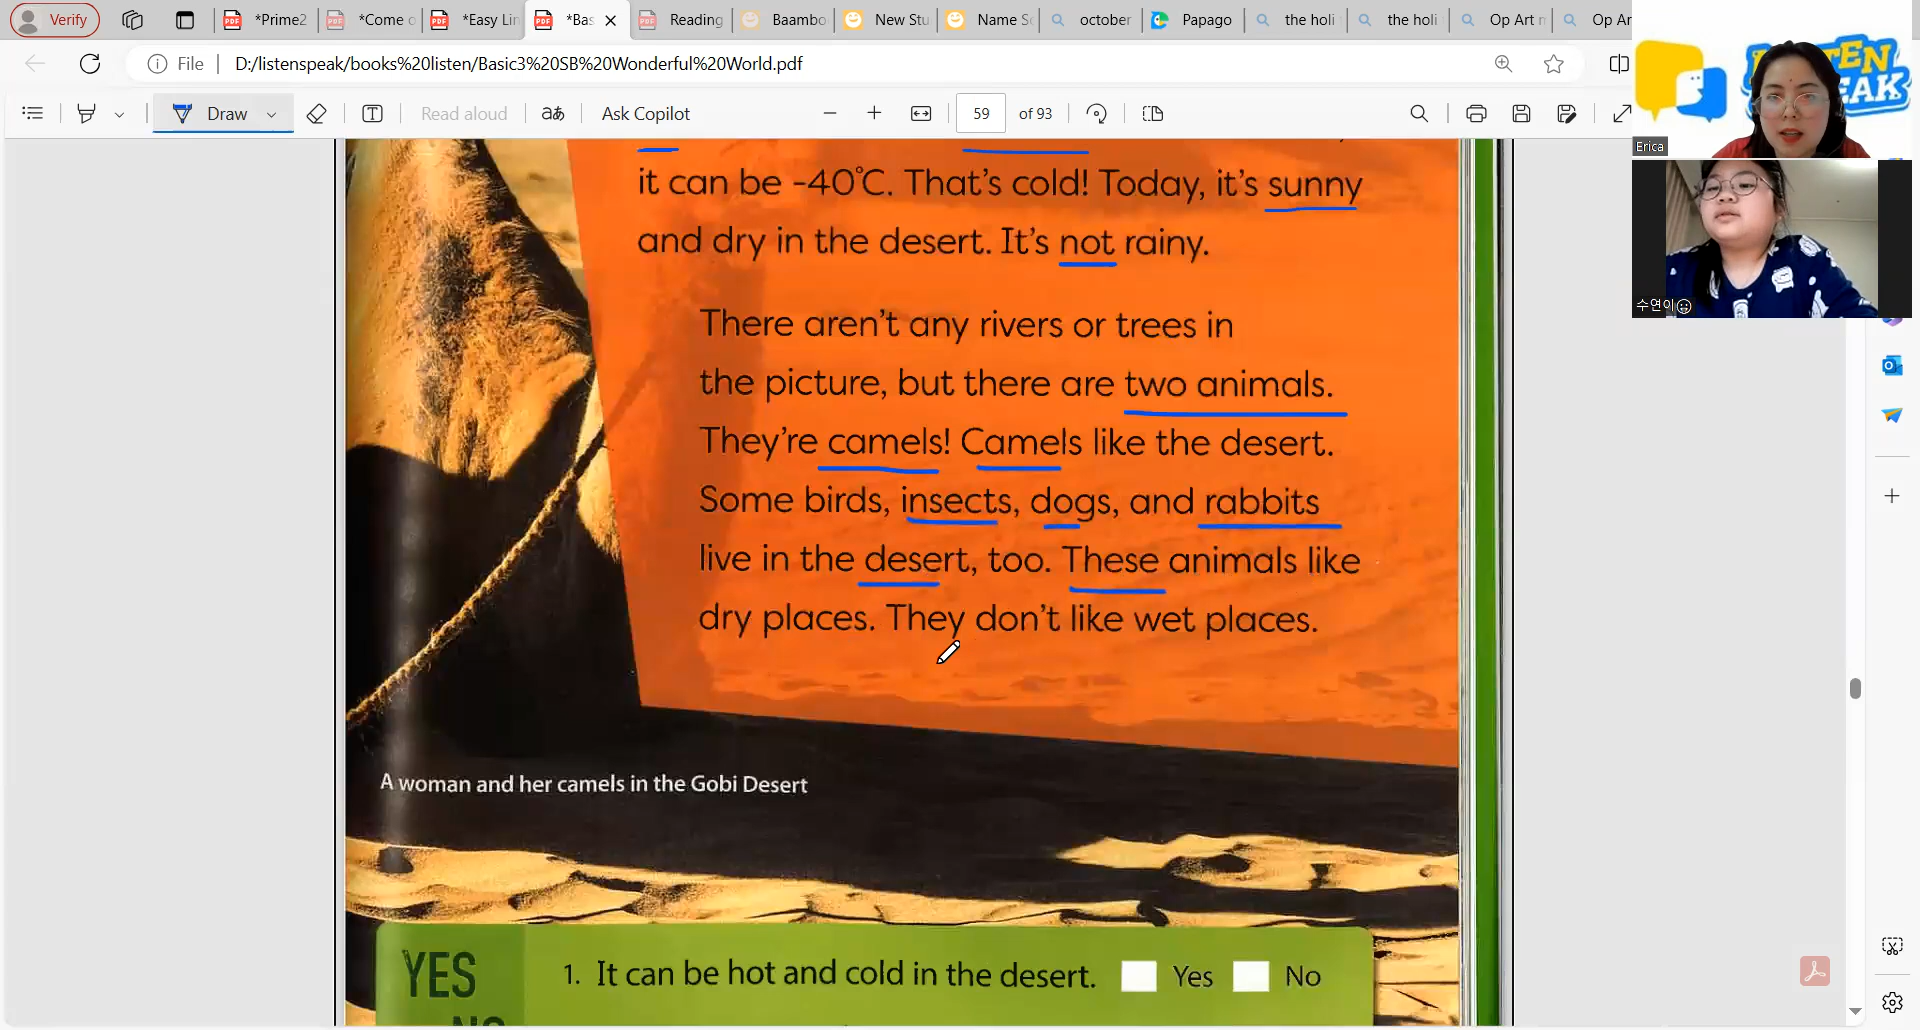 Verify
*Prime2
*Come o
*Easy Lin
*Bas
Reading
Baambo
New Stu
Name Se
october
Papago
the holi
the holi
Op Art m
Op Ar
File
D:/listenspeak/books%20listen/Basic3%20SB%20Wonderful%20World.pdf
Draw
Read aloud
aあ
Ask Copilot
59
of 93
LISTEN
SPEAK
Erica
수연이
it can be -40°C. That's cold! Today, it's sunny
and dry in the desert. It's not rainy.
There aren't any rivers or trees in
the picture, but there are two animals.
They're camels! Camels like the desert.
Some birds, insects, dogs, and rabbits
live in the desert, too. These animals like
dry places. They don't like wet places.
A woman and her camels in the Gobi Desert
YES
NO
1. It can be hot and cold in the desert. Yes No